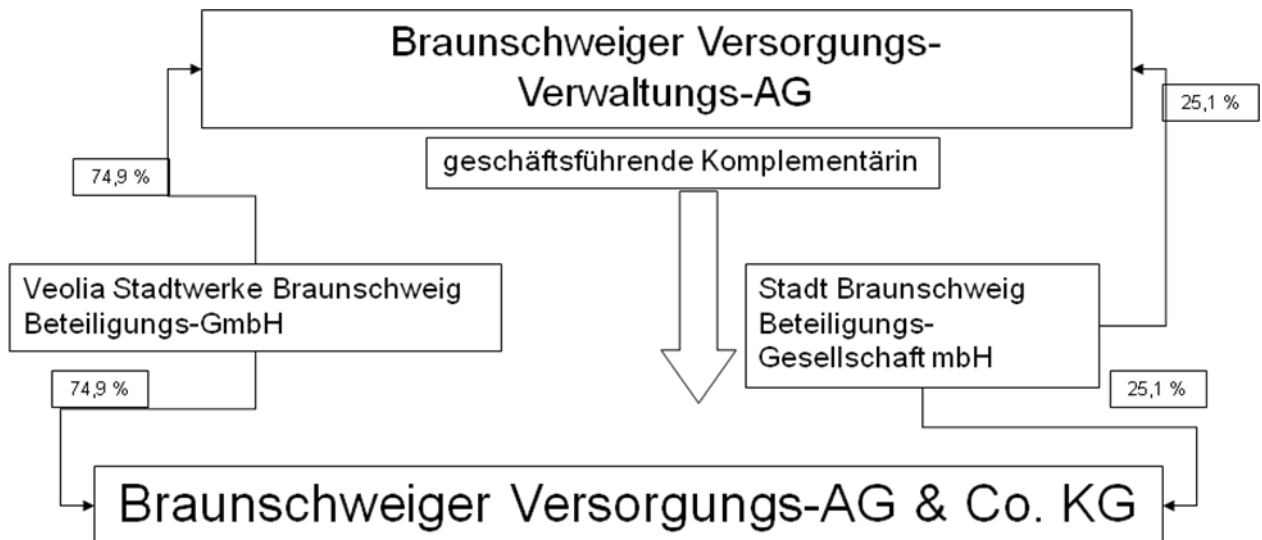 Braunschweiger Versorgungs-
Verwaltungs-AG
25,1 %
geschäftsführende Komplementärin
74,9 %
Veolia Stadtwerke Braunschweig
Beteiligungs-GmbH
Stadt Braunschweig
Beteiligungs-
Gesellschaft mbH
74,9 %
25,1 %
Braunschweiger Versorgungs-AG & Co. KG